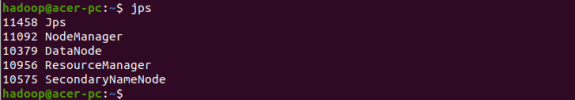 hadoop@acer-pc:~$ jps
11458 Jps
11092 NodeManager
10379 DataNode
10956 ResourceManager
10575 SecondaryNameNode
hadoop@acer-pc:~$